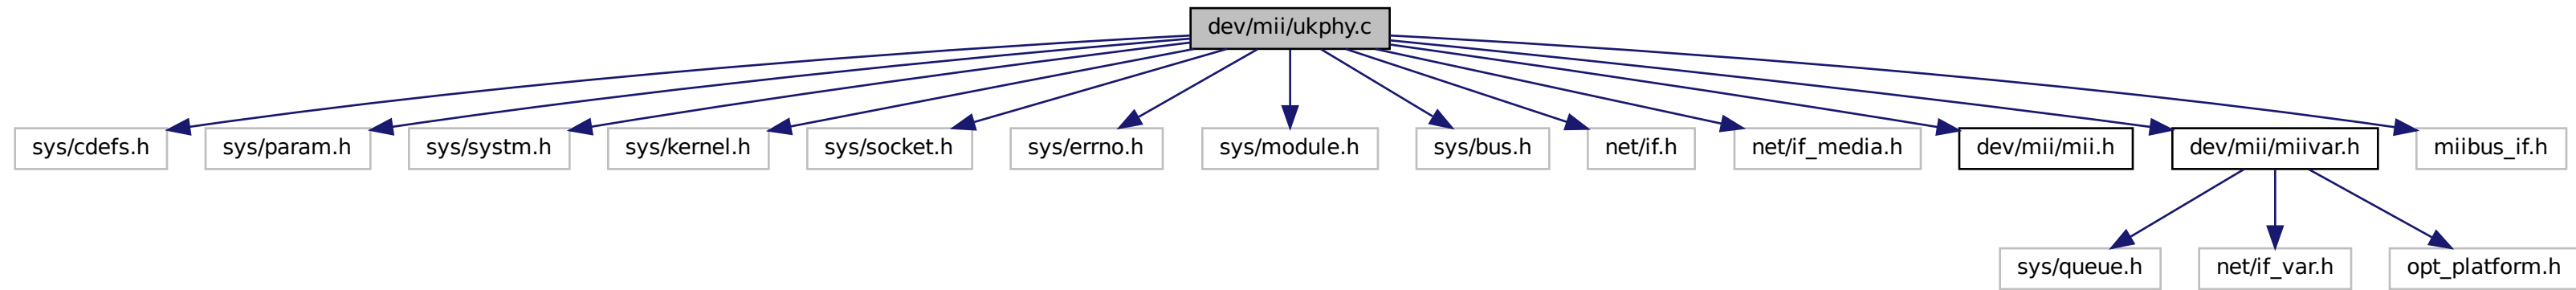 dev/mii/ukphy.c
sys/cdefs.h
sys/param.h
sys/systm.h
sys/kernel.h
sys/socket.h
sys/errno.h
sys/module.h
sys/bus.h
net/if.h
net/if_media.h
dev/mii/mii.h
dev/mii/miivar.h
miibus_if.h
sys/queue.h
net/if_var.h
opt_platform.h